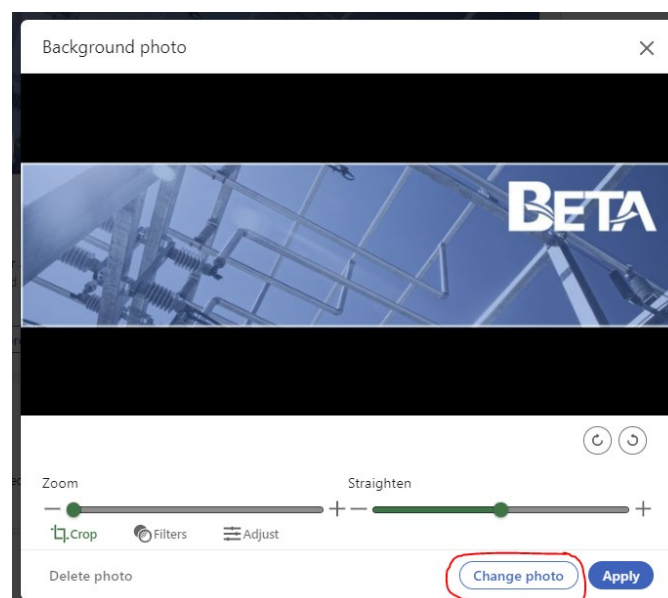 Background photo
BETA
Zoom
Straighten
Crop
Filters
Adjust
Delete photo
Change photo
Apply